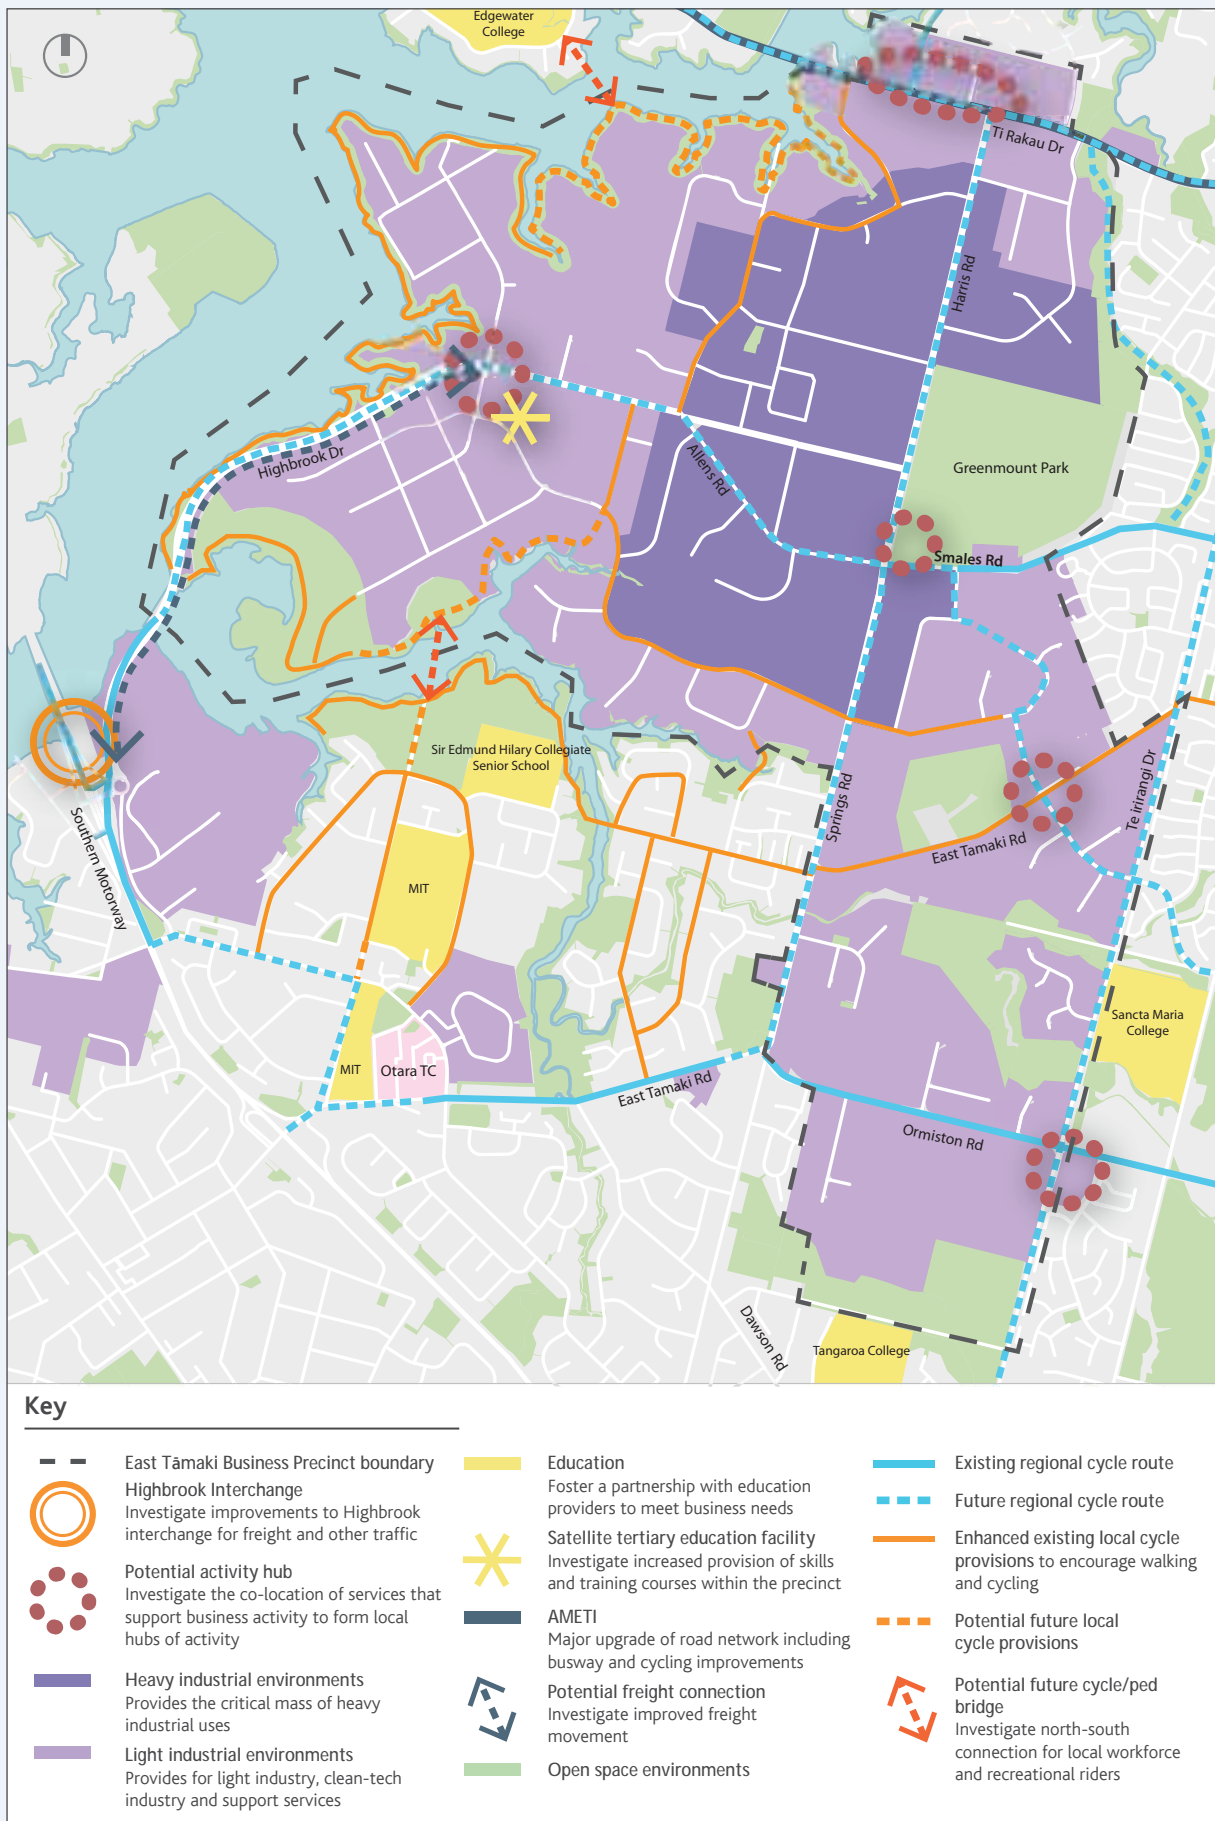 Edgewater
College
Ti Rakau Dr
Harris Rd
Highbrook Dr
Allens Rd
Greenmount Park
Smales Rd
Sir Edmund Hilary Collegiate
Senior School
Springs Rd
Te irirangi Dr
East Tamaki Rd
Southern Motorway
MIT
Sancta Maria
College
MIT
Otara TC
East Tamaki Rd
Ormiston Rd
Dawson Rd
Tangaroa College
Key
East Tāmaki Business Precinct boundary
Highbrook Interchange
Investigate improvements to Highbrook
interchange for freight and other traffic
Potential activity hub
Investigate the co-location of services that
support business activity to form local
hubs of activity
Heavy industrial environments
Provides the critical mass of heavy
industrial uses
Light industrial environments
Provides for light industry, clean-tech
industry and support services
Education
Foster a partnership with education
providers to meet business needs
Satellite tertiary education facility
Investigate increased provision of skills
and training courses within the precinct
AMETI
Major upgrade of road network including
busway and cycling improvements
Potential freight connection
Investigate improved freight
movement
Open space environments
Existing regional cycle route
Future regional cycle route
Enhanced existing local cycle
provisions to encourage walking
and cycling
Potential future local
cycle provisions
Potential future cycle/ped
bridge
Investigate north-south
connection for local workforce
and recreational riders